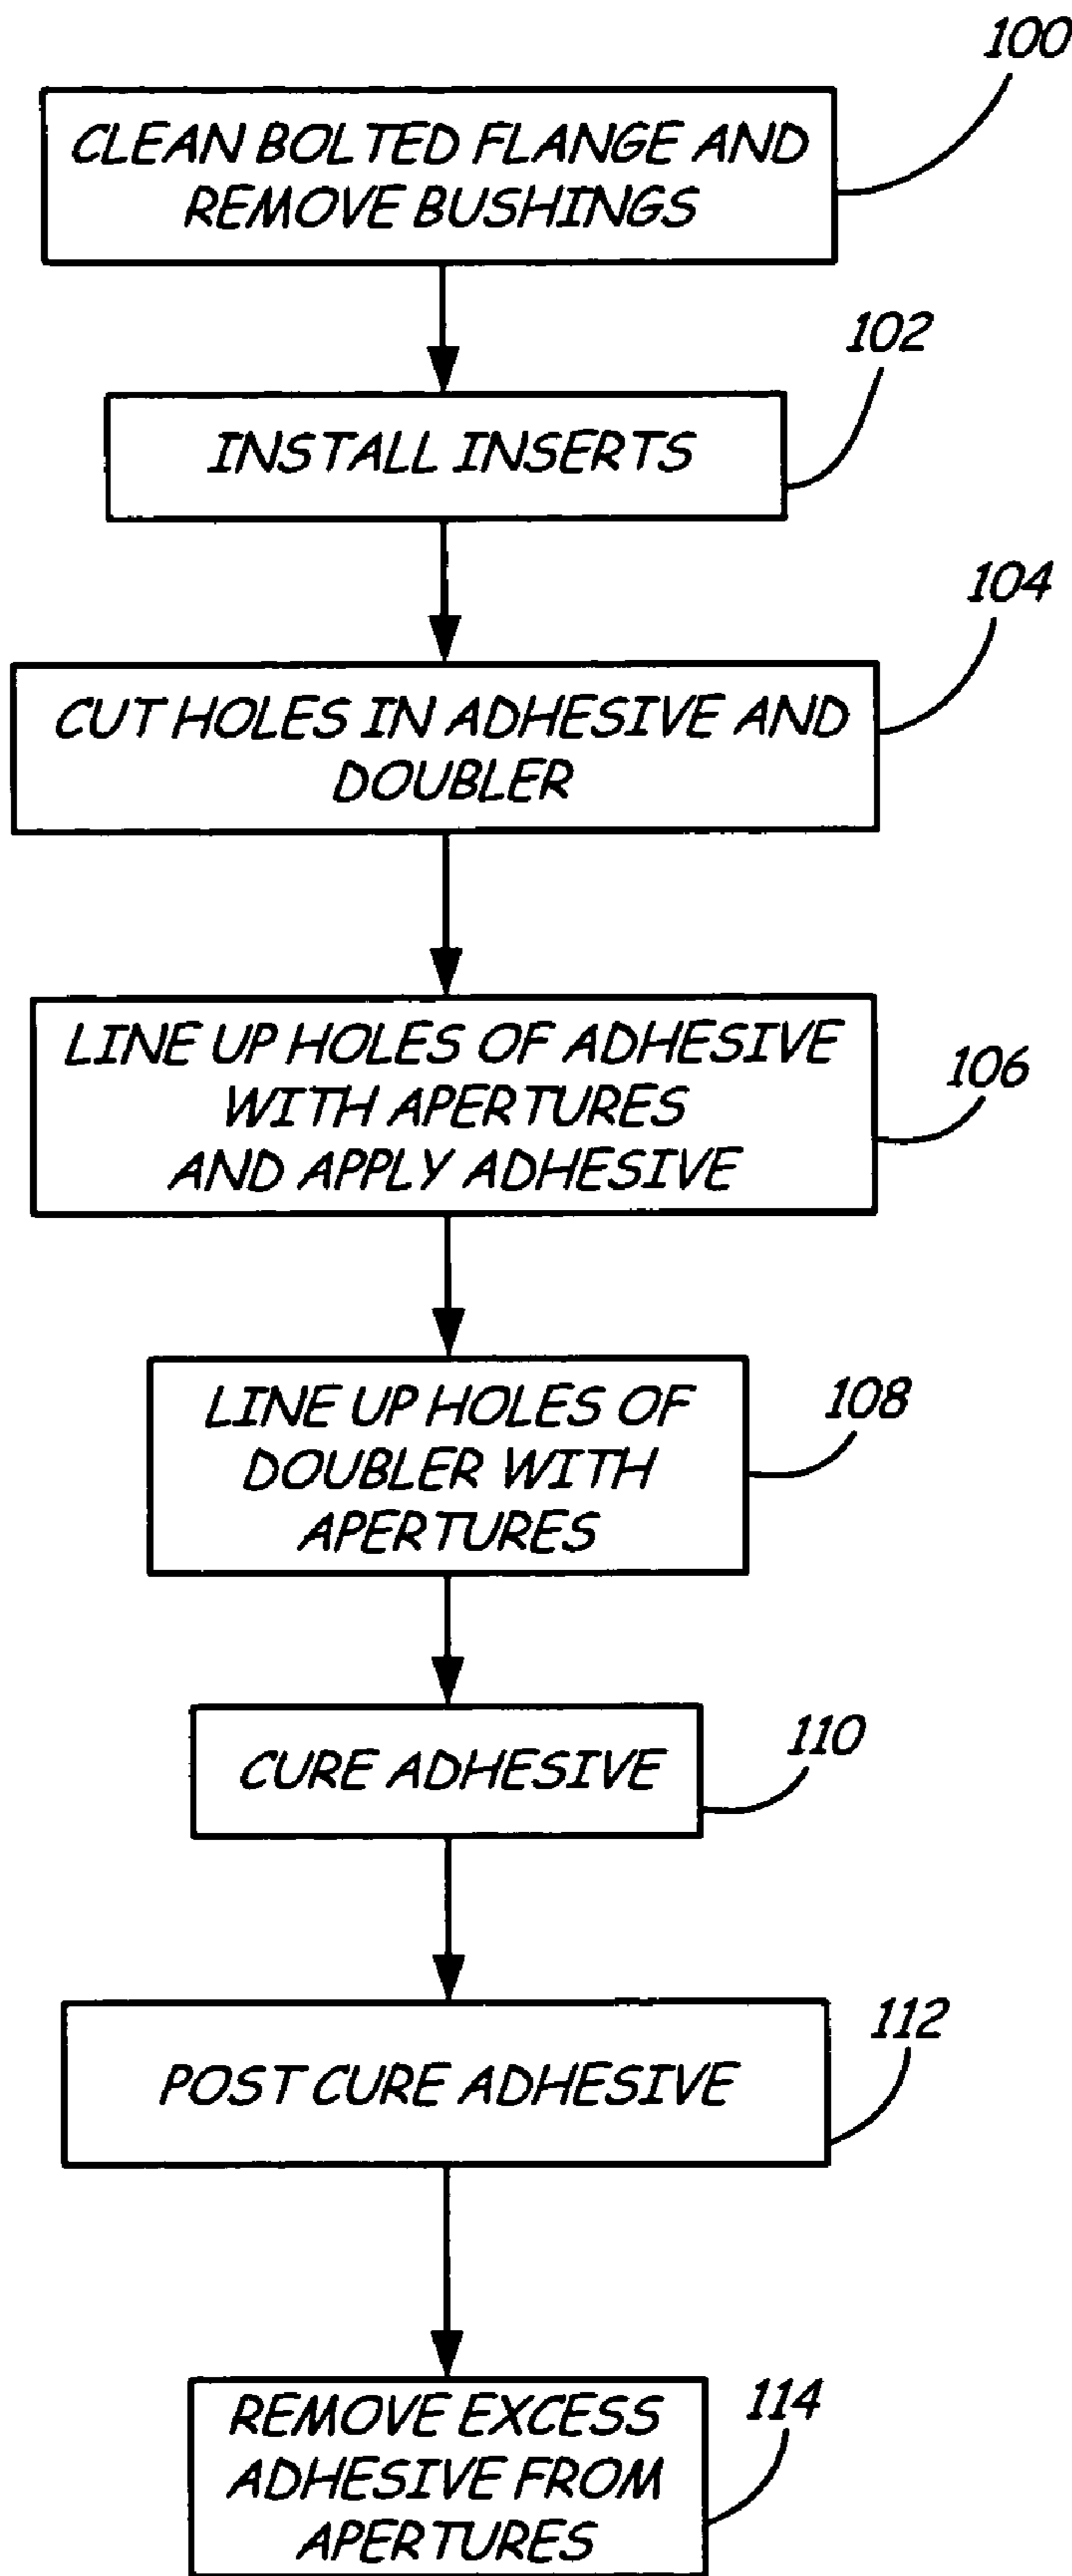 100
CLEAN BOLTED FLANGE AND
REMOVE BUSHINGS
102
INSTALL INSERTS
104
CUT HOLES IN ADHESIVE AND
DOUBLER
LINE UP HOLES OF ADHESIVE
WITH APERTURES
AND APPLY ADHESIVE
106
LINE UP HOLES OF
DOUBLER WITH
APERTURES
108
CURE ADHESIVE
110
POST CURE ADHESIVE
112
REMOVE EXCESS
ADHESIVE FROM
APERTURES
114